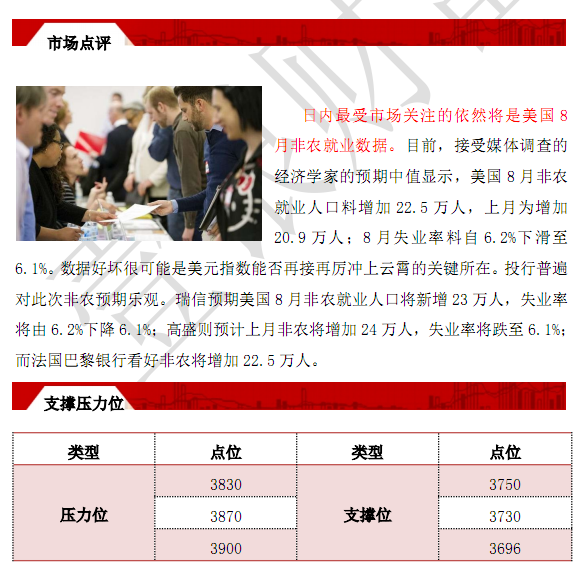 市场点评
日内最受市场关注的依然将是美国 8
月非农就业数据。目前，接受媒体调查的
经济学家的预期中值显示，美国 8 月非农
就业人口料增加 22.5 万人，上月为增加
20.9 万人；8 月失业率料自 6.2%下滑至
6.1%。数据好坏很可能是美元指数能否再接再厉冲上云霄的关键所在。投行普遍
对此次非农预期乐观。瑞信预期美国 8 月非农就业人口将新增 23 万人，失业率
将由 6.2%下降 6.1%；高盛则预计上月非农将增加 24 万人，失业率将跌至 6.1%；
而法国巴黎银行看好非农将增加 22.5 万人。
支撑压力位
类型 点位 类型 点位
3830 3750
压力位 3870 支撑位 3730
3900 3696